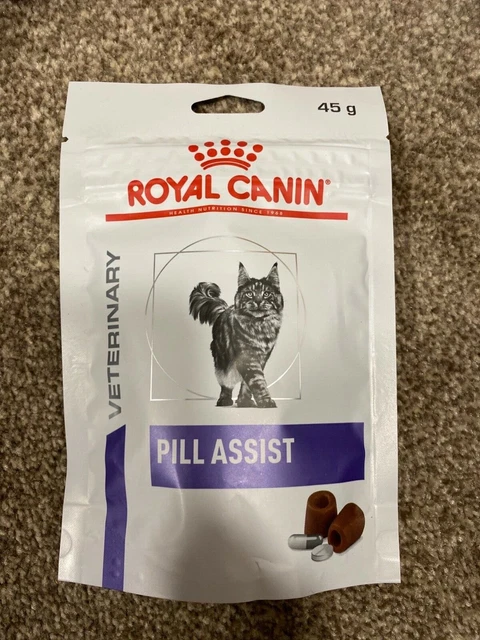 45 g
ROYAL CANIN®
HEALTH NUTRITION SINCE 1968
VETERINARY
PILL ASSIST